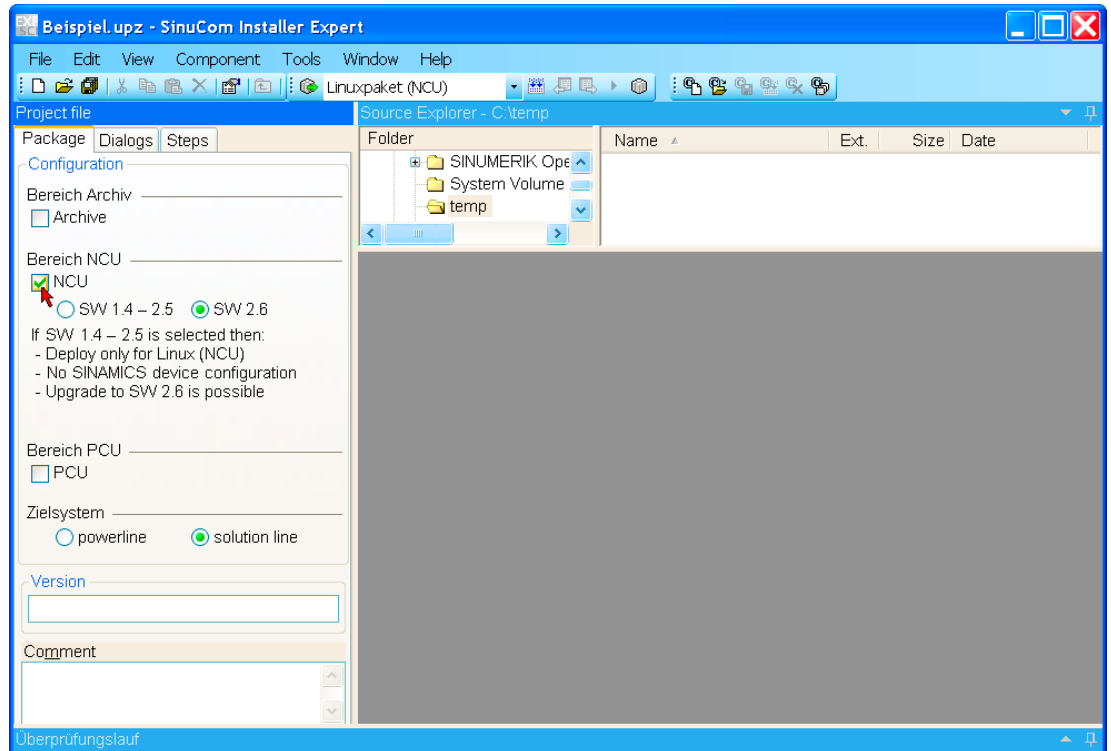 Beispiel.upz - SinuCom Installer Expert
File Edit View Component Tools Window Help
Linuxpaket (NCU)
Project file
Source Explorer - C:\temp
Package Dialogs Steps
Folder
Name Ext. Size Date
Configuration
SINUMERIK Ope
System Volume
temp
Bereich Archiv
Archive
Bereich NCU
NCU
SW 1.4 – 2.5 SW 2.6
If SW 1.4 – 2.5 is selected then:
- Deploy only for Linux (NCU)
- No SINAMICS device configuration
- Upgrade to SW 2.6 is possible
Bereich PCU
PCU
Zielsystem
powerline solution line
Version
Comment
Überprüfungslauf